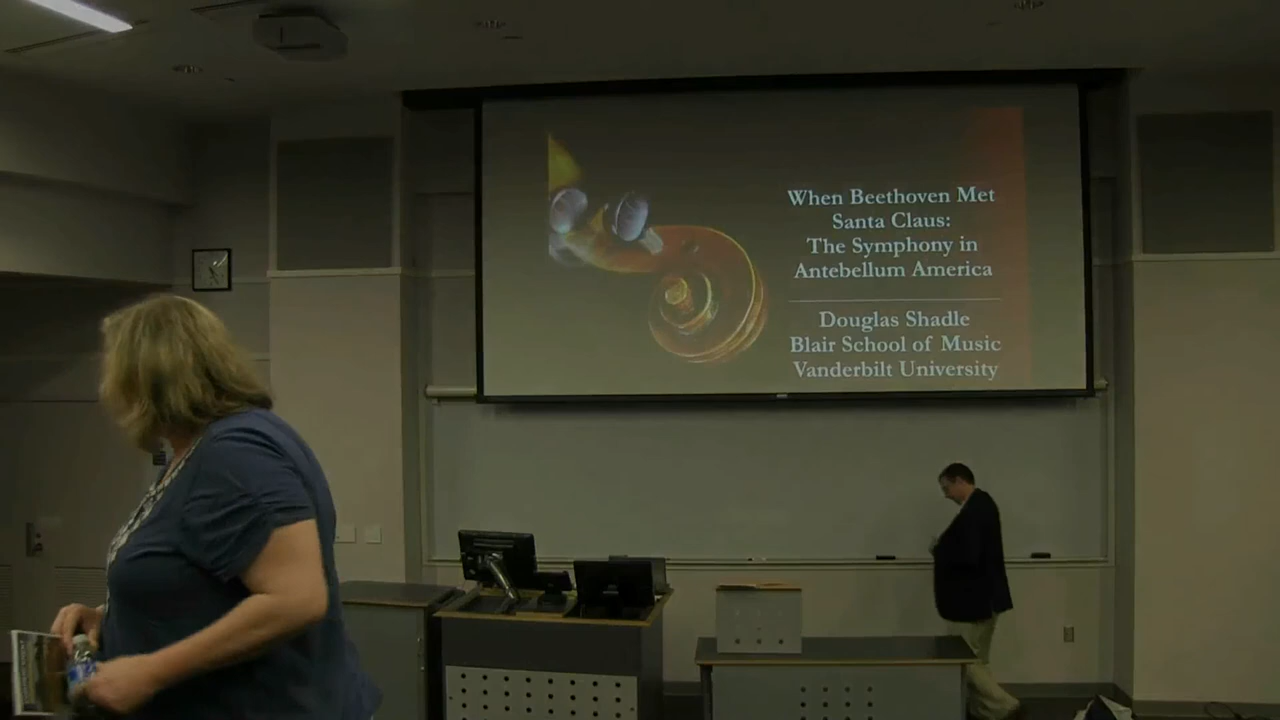 When Beethoven Met
Santa Claus:
The Symphony in
Antebellum America
Douglas Shadle
Blair School of Music
Vanderbilt University